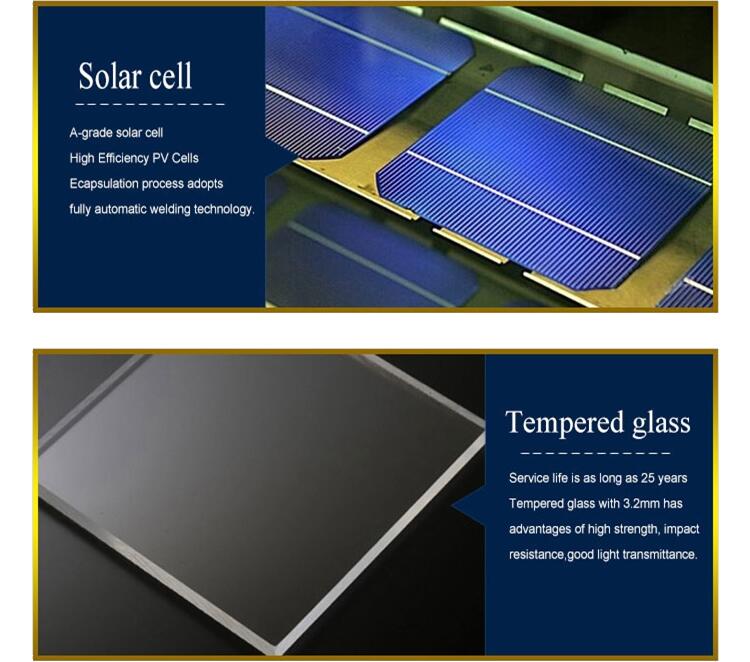 Solar cell
A-grade solar cell
High Efficiency PV Cells
Ecapsulation process adopts
fully automatic welding technology.
Tempered glass
Service life is as long as 25 years
Tempered glass with 3.2mm has
advantages of high strength, impact
resistance,good light transmittance.